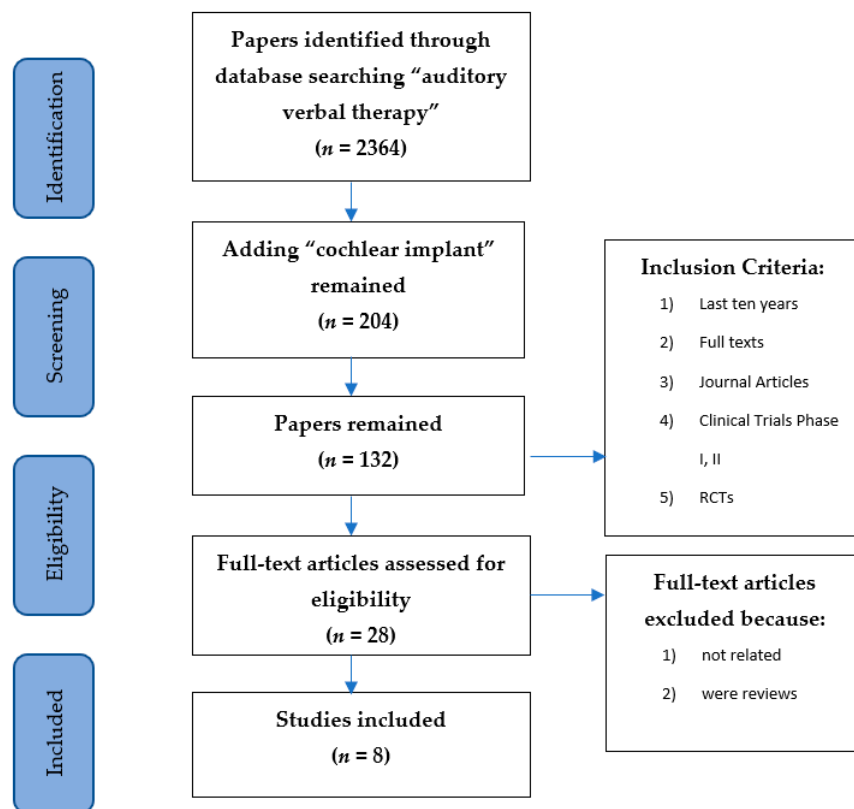 Identification
Papers identified through
database searching “auditory
verbal therapy”
(n = 2364)
Screening
Adding “cochlear implant”
remained
(n = 204)
Inclusion Criteria:
1) Last ten years
2) Full texts
3) Journal Articles
4) Clinical Trials Phase
I, II
5) RCTs
Papers remained
(n = 132)
Eligibility
Full-text articles assessed for
eligibility
(n = 28)
Full-text articles
excluded because:
1) not related
2) were reviews
Included
Studies included
(n = 8)